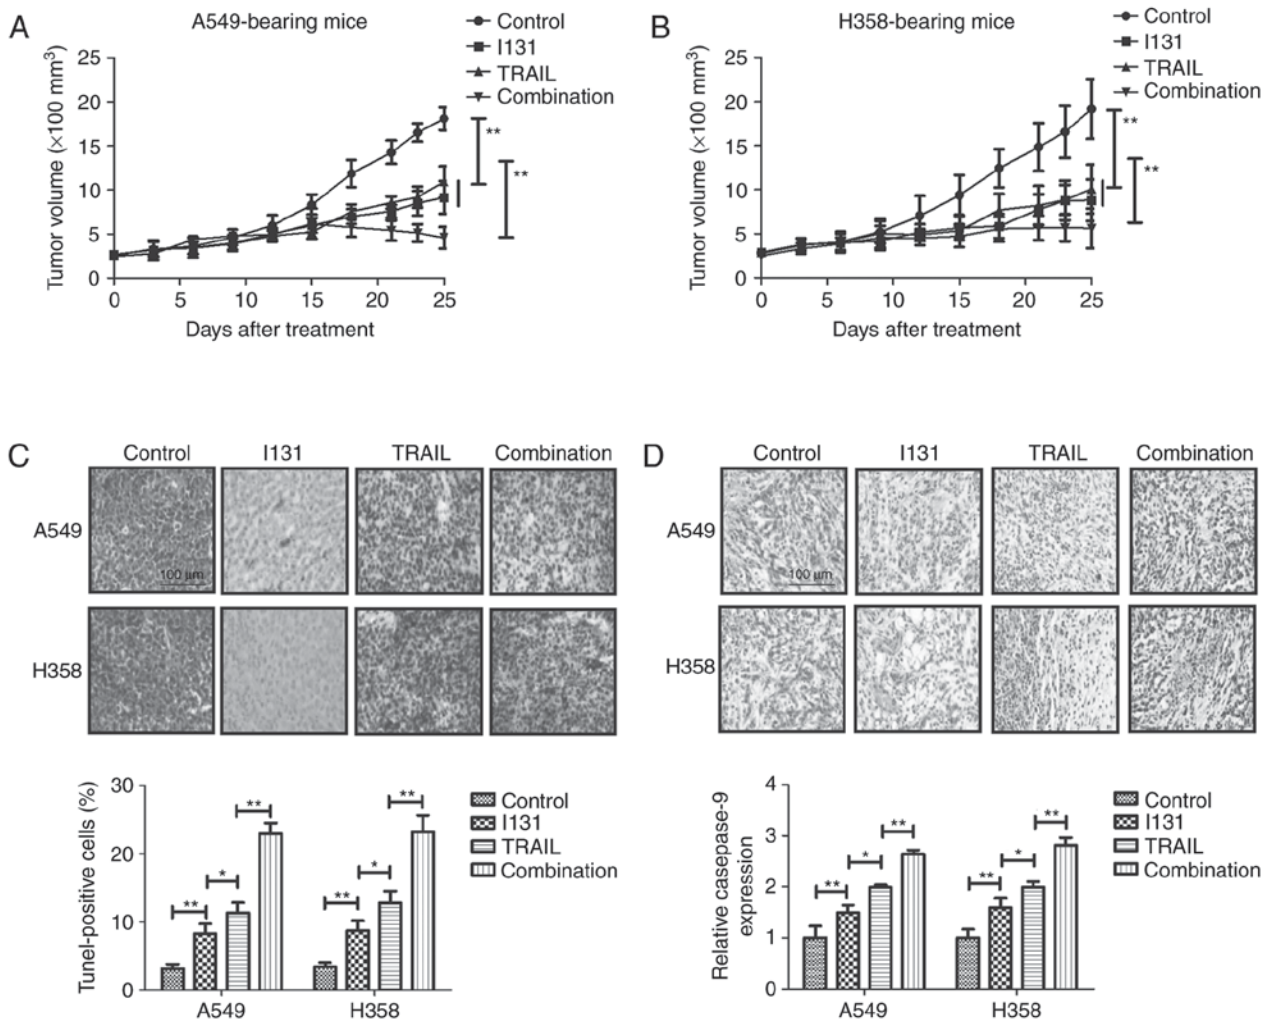 A
A549-bearing mice
Control
I131
TRAIL
Combination
Tumor volume (×100 mm³)
25
20
15
10
5
0
**
**
0 5 10 15 20 25
Days after treatment
B
H358-bearing mice
Control
I131
TRAIL
Combination
Tumor volume (×100 mm³)
25
20
15
10
5
0
**
**
0 5 10 15 20 25
Days after treatment
C
Control I131 TRAIL Combination
A549
100 µm
H358
Tunel-positive cells (%)
30
20
10
0
** * **
** * **
A549 H358
Control
I131
TRAIL
Combination
D
Control I131 TRAIL Combination
A549
100 µm
H358
Relative casepase-9
expression
4
3
2
1
0
** * **
** * **
A549 H358
Control
I131
TRAIL
Combination